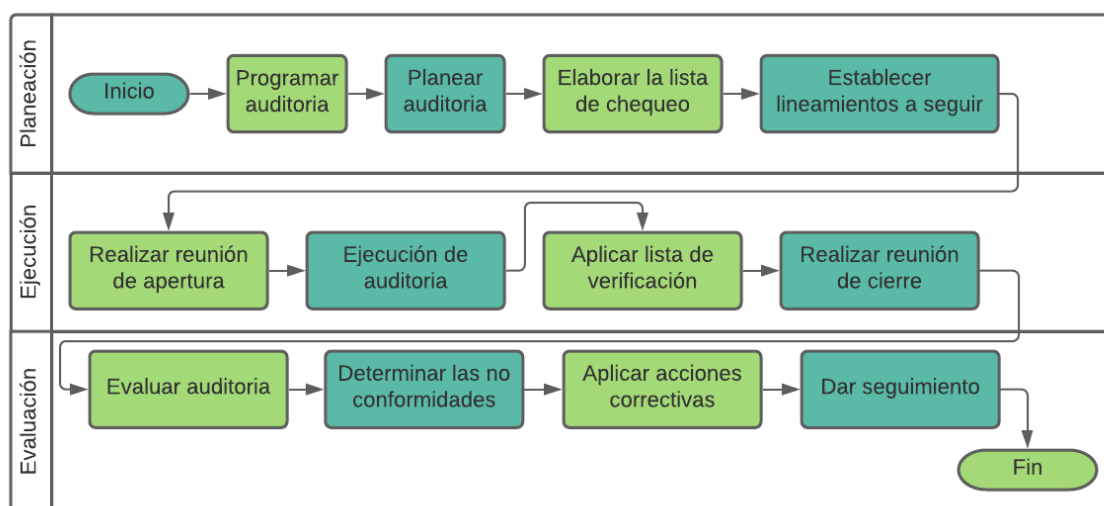 Planeación
Inicio
Programar
auditoria
Planear
auditoria
Elaborar la lista
de chequeo
Establecer
lineamientos a seguir
Ejecución
Realizar reunión
de apertura
Ejecución de
auditoria
Aplicar lista de
verificación
Realizar reunión
de cierre
Evaluación
Evaluar auditoria
Determinar las no
conformidades
Aplicar acciones
correctivas
Dar seguimiento
Fin